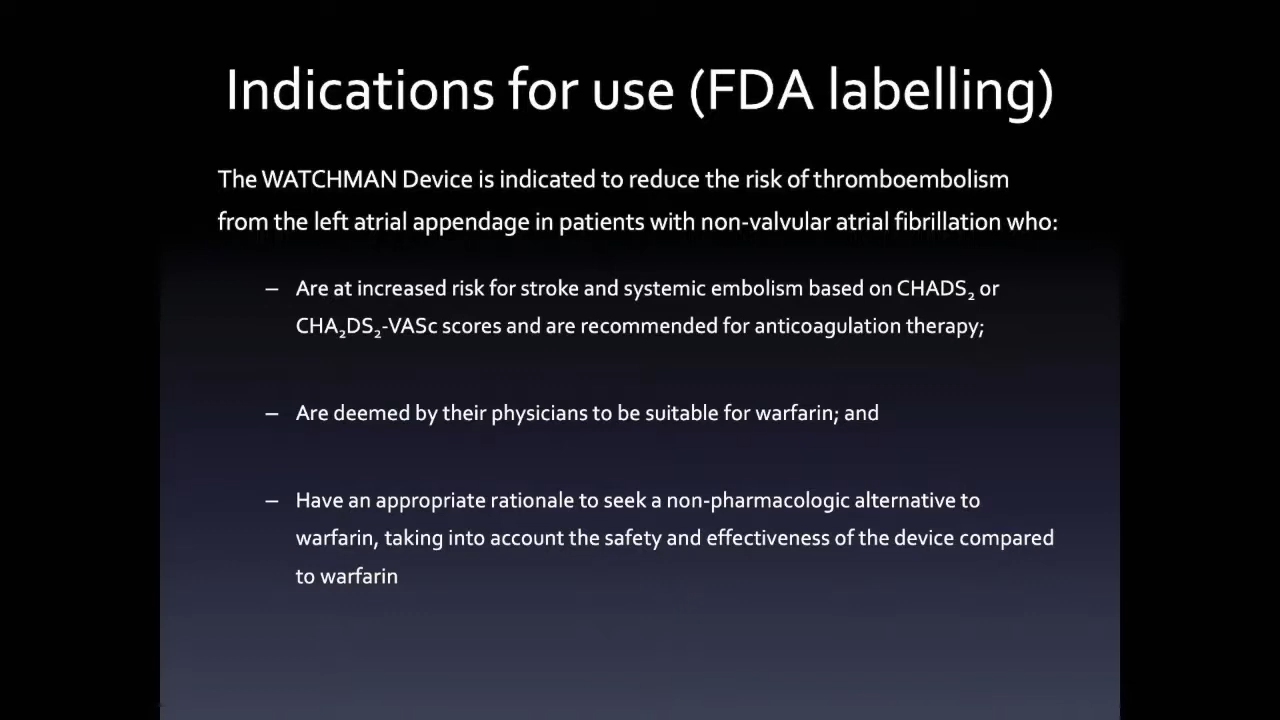 Indications for use (FDA labelling)
The WATCHMAN Device is indicated to reduce the risk of thromboembolism
from the left atrial appendage in patients with non-valvular atrial fibrillation who:
– Are at increased risk for stroke and systemic embolism based on CHADS₂ or
CHA₂DS₂-VASc scores and are recommended for anticoagulation therapy;
– Are deemed by their physicians to be suitable for warfarin; and
– Have an appropriate rationale to seek a non-pharmacologic alternative to
warfarin, taking into account the safety and effectiveness of the device compared
to warfarin